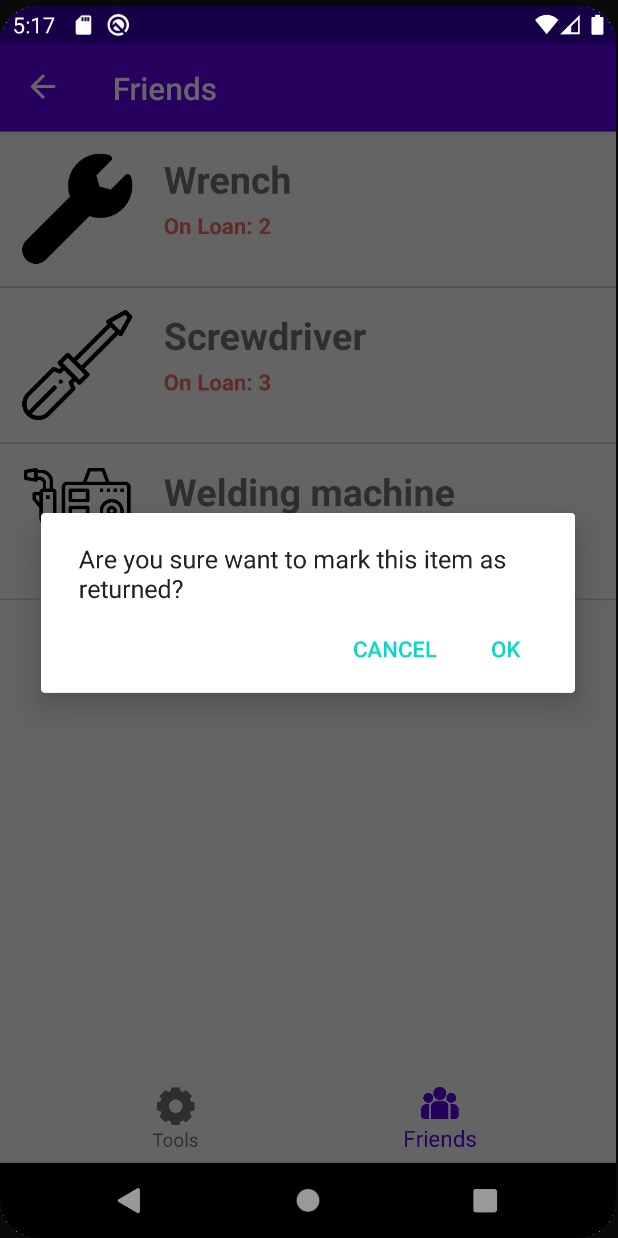 5:17
Friends
Wrench
On Loan: 2
Screwdriver
On Loan: 3
Welding machine
Are you sure want to mark this item as
returned?
CANCEL OK
Tools Friends